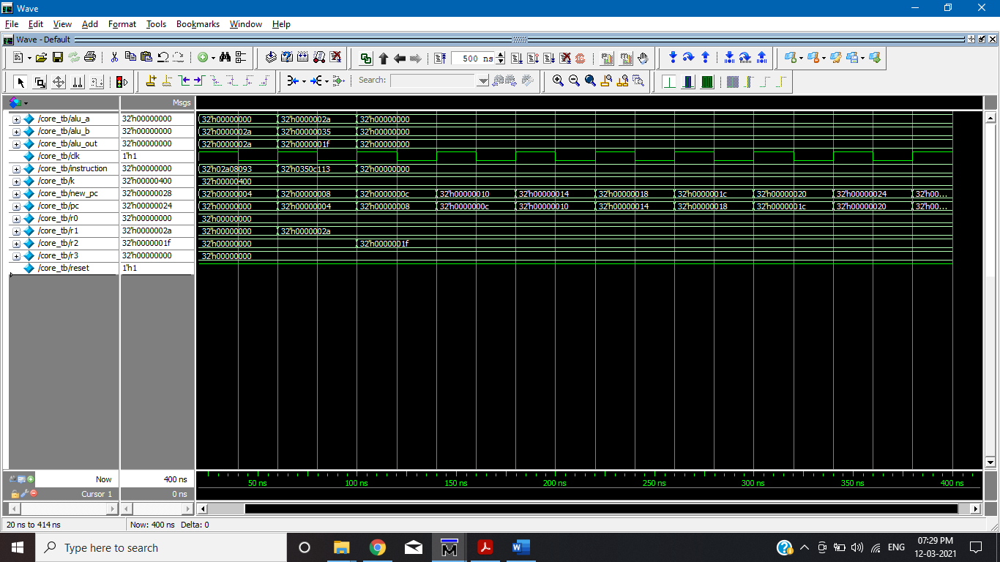 Wave
File Edit View Add Format Tools Bookmarks Window Help
Wave - Default
500 ns
Search:
Msgs
/core_tb/alu_a 32'h00000000 32'h00000000 32'h0000002a 32'h00000000
/core_tb/alu_b 32'h00000000 32'h0000002a 32'h00000035 32'h00000000
/core_tb/alu_out 32'h00000000 32'h0000002a 32'h0000001f 32'h00000000
/core_tb/clk 1'h1
/core_tb/instruction 32'h00000000 32'h02a08093 32'h0350c113 32'h00000000
/core_tb/k 32'h00000400 32'h00000400
/core_tb/new_pc 32'h00000028 32'h00000004 32'h00000008 32'h0000000c 32'h00000010 32'h00000014 32'h00000018 32'h0000001c 32'h00000020 32'h00000024 32'h00...
/core_tb/pc 32'h00000024 32'h00000000 32'h00000004 32'h00000008 32'h0000000c 32'h00000010 32'h00000014 32'h00000018 32'h0000001c 32'h00000020 32'h00...
/core_tb/r0 32'h00000000 32'h00000000
/core_tb/r1 32'h0000002a 32'h00000000 32'h0000002a
/core_tb/r2 32'h0000001f 32'h00000000 32'h0000001f
/core_tb/r3 32'h00000000 32'h00000000
/core_tb/reset 1'h1
Now 400 ns 50 ns 100 ns 150 ns 200 ns 250 ns 300 ns 350 ns 400 ns
Cursor 1 0 ns
20 ns to 414 ns Now: 400 ns Delta: 0
Type here to search
ENG
07:29 PM
12-03-2021